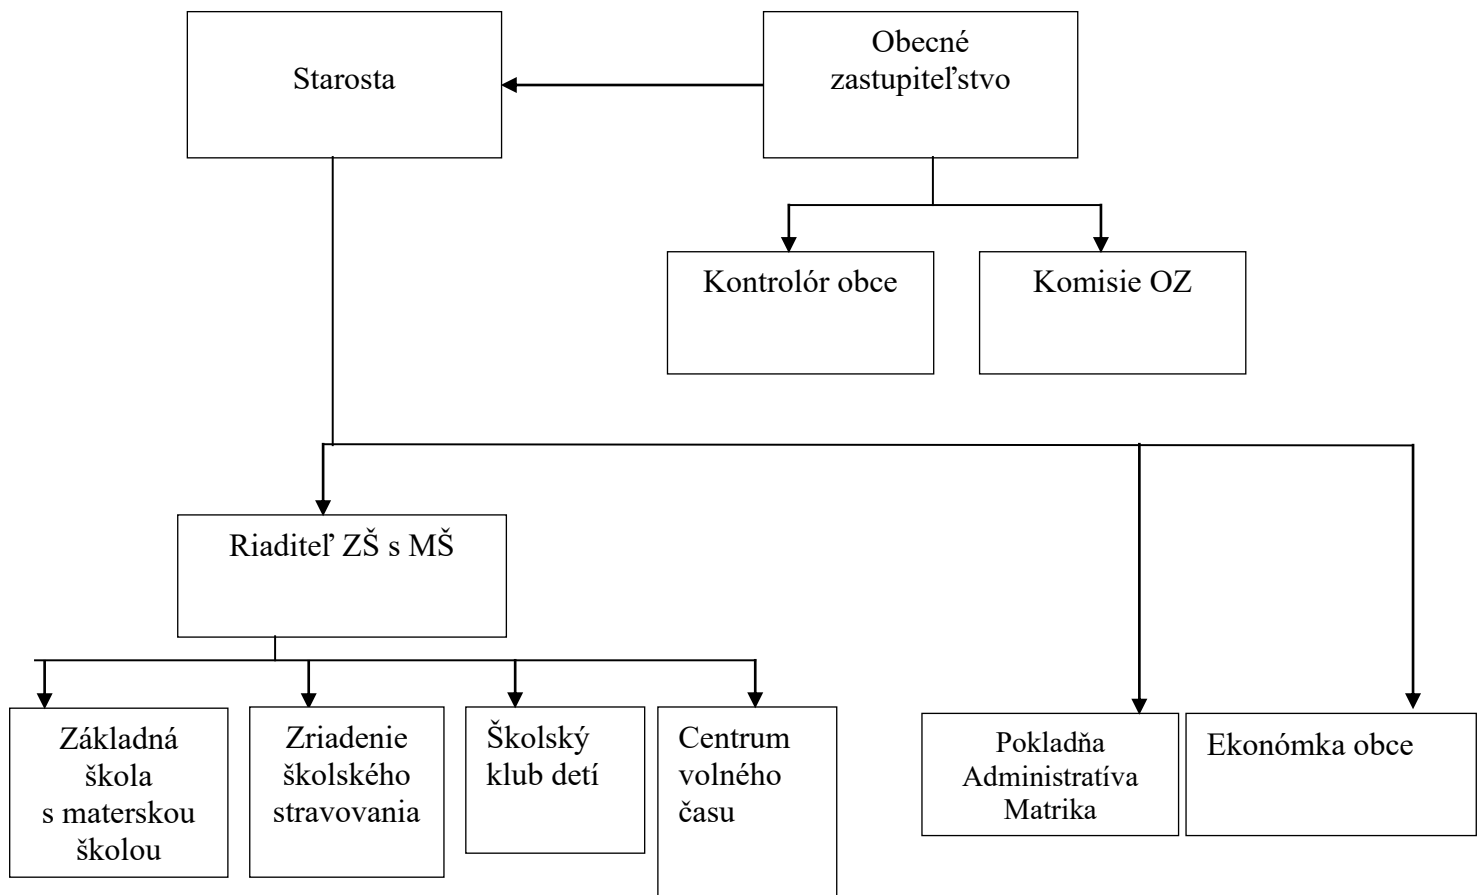 Starosta
Obecné
zastupiteľstvo
Kontrolór obce
Komisie OZ
Riaditeľ ZŠ s MŠ
Základná
škola
s materskou
školou
Zriadenie
školského
stravovania
Školský
klub detí
Centrum
volného
času
Pokladňa
Administratíva
Matrika
Ekonómka obce